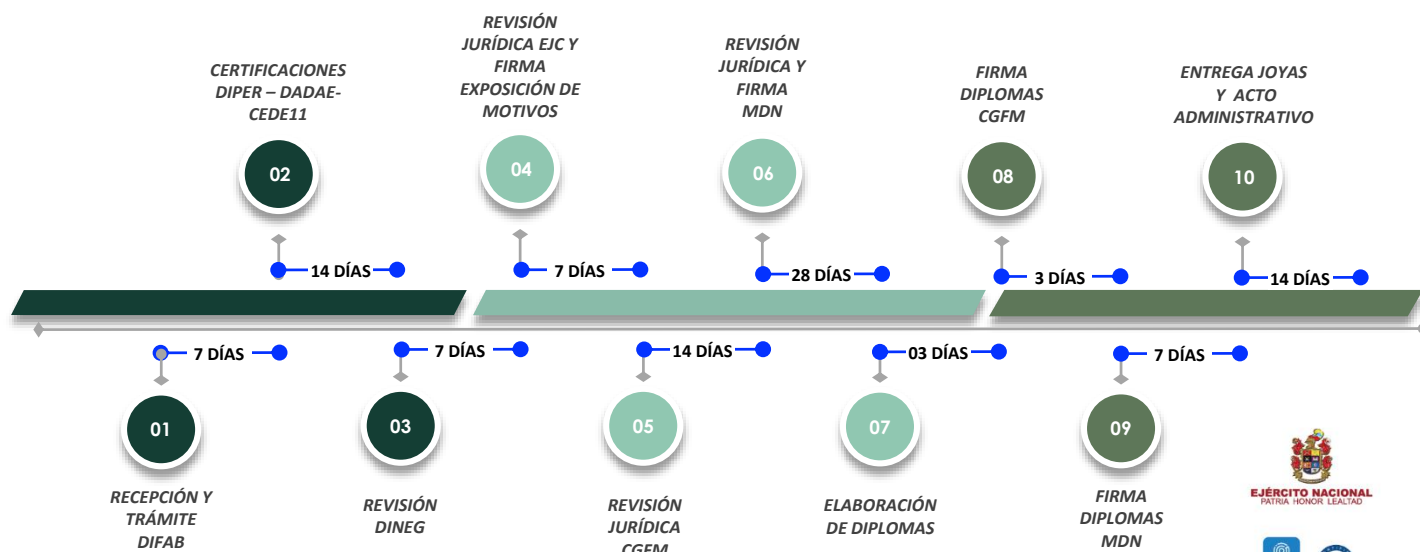 CERTIFICACIONES
DIPER – DADAE-
CEDE11
02
14 DÍAS
REVISIÓN
JURÍDICA EJC Y
FIRMA
EXPOSICIÓN DE
MOTIVOS
04
7 DÍAS
REVISIÓN
JURÍDICA Y
FIRMA
MDN
06
28 DÍAS
FIRMA
DIPLOMAS
CGFM
08
3 DÍAS
ENTREGA JOYAS
Y ACTO
ADMINISTRATIVO
10
14 DÍAS
7 DÍAS
01
RECEPCIÓN Y
TRÁMITE
DIFAB
7 DÍAS
03
REVISIÓN
DINEG
14 DÍAS
05
REVISIÓN
JURÍDICA
CGFM
03 DÍAS
07
ELABORACIÓN
DE DIPLOMAS
7 DÍAS
09
FIRMA
DIPLOMAS
MDN
EJÉRCITO NACIONAL
PATRIA HONOR LEALTAD